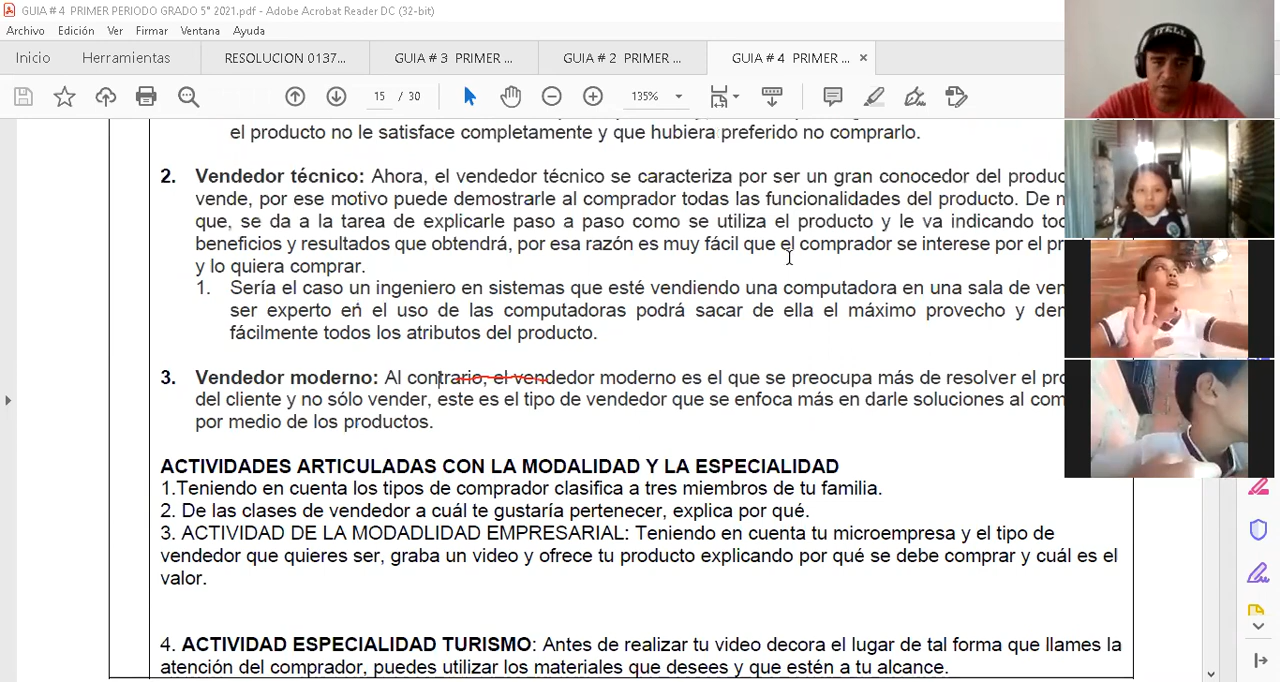 GUIA # 4 PRIMER PERIODO GRADO 5° 2021.pdf - Adobe Acrobat Reader DC (32-bit)
Archivo Edición Ver Firmar Ventana Ayuda
Inicio Herramientas RESOLUCION 0137... GUIA # 3 PRIMER ... GUIA # 2 PRIMER ... GUIA # 4 PRIMER ... ×
15 / 30 135%
ITELL
el producto no le satisface completamente y que hubiera preferido no comprarlo.
2. Vendedor técnico: Ahora, el vendedor técnico se caracteriza por ser un gran conocedor del produc
vende, por ese motivo puede demostrarle al comprador todas las funcionalidades del producto. De m
que, se da a la tarea de explicarle paso a paso como se utiliza el producto y le va indicando tod
beneficios y resultados que obtendrá, por esa razón es muy fácil que el comprador se interese por el pr
y lo quiera comprar.
1. Sería el caso un ingeniero en sistemas que esté vendiendo una computadora en una sala de ven
ser experto en el uso de las computadoras podrá sacar de ella el máximo provecho y den
fácilmente todos los atributos del producto.
3. Vendedor moderno: Al contrario, el vendedor moderno es el que se preocupa más de resolver el pro
del cliente y no sólo vender, este es el tipo de vendedor que se enfoca más en darle soluciones al com
por medio de los productos.
ACTIVIDADES ARTICULADAS CON LA MODALIDAD Y LA ESPECIALIDAD
1.Teniendo en cuenta los tipos de comprador clasifica a tres miembros de tu familia.
2. De las clases de vendedor a cuál te gustaría pertenecer, explica por qué.
3. ACTIVIDAD DE LA MODADLIDAD EMPRESARIAL: Teniendo en cuenta tu microempresa y el tipo de
vendedor que quieres ser, graba un video y ofrece tu producto explicando por qué se debe comprar y cuál es el
valor.
4. ACTIVIDAD ESPECIALIDAD TURISMO: Antes de realizar tu video decora el lugar de tal forma que llames la
atención del comprador, puedes utilizar los materiales que desees y que estén a tu alcance.